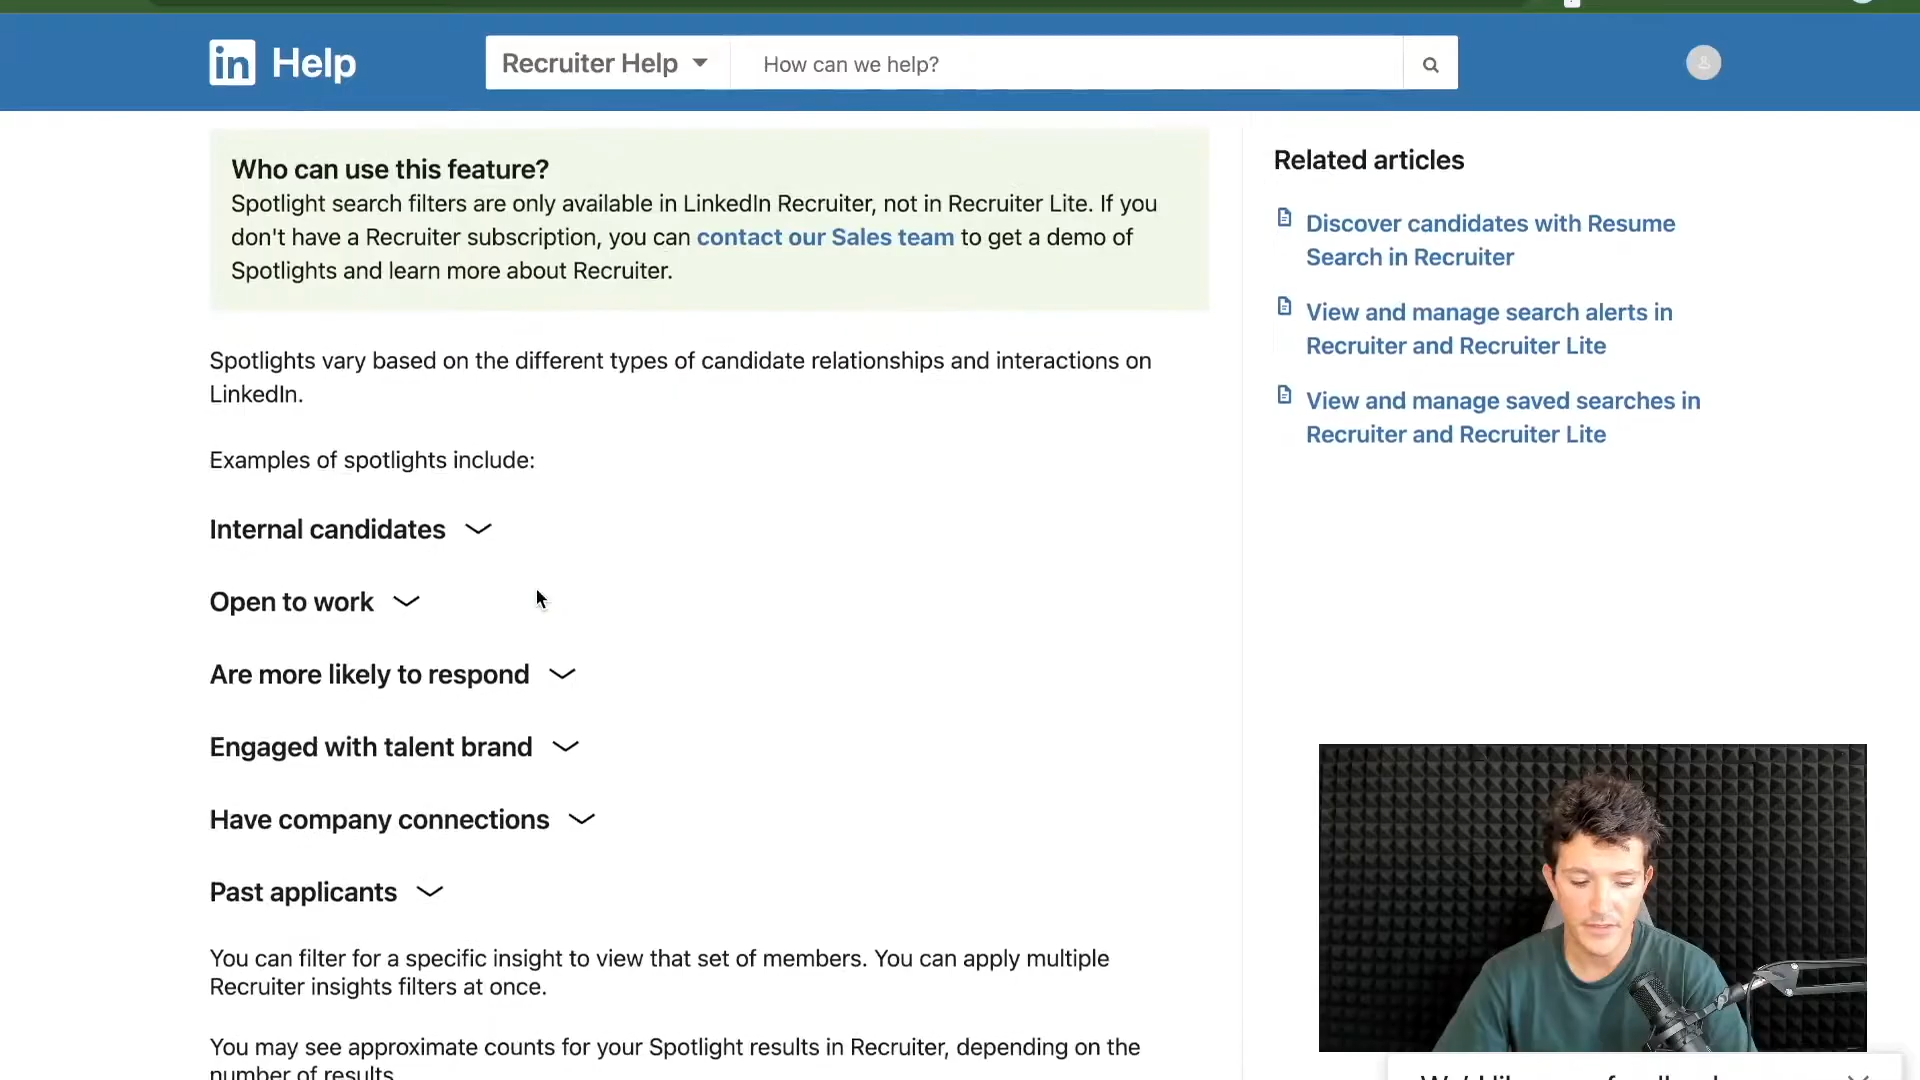 in Help
Recruiter Help
How can we help?
Who can use this feature?
Spotlight search filters are only available in LinkedIn Recruiter, not in Recruiter Lite. If you
don't have a Recruiter subscription, you can contact our Sales team to get a demo of
Spotlights and learn more about Recruiter.
Spotlights vary based on the different types of candidate relationships and interactions on
LinkedIn.
Examples of spotlights include:
Internal candidates
Open to work
Are more likely to respond
Engaged with talent brand
Have company connections
Past applicants
You can filter for a specific insight to view that set of members. You can apply multiple
Recruiter insights filters at once.
You may see approximate counts for your Spotlight results in Recruiter, depending on the
number of results
Related articles
Discover candidates with Resume
Search in Recruiter
View and manage search alerts in
Recruiter and Recruiter Lite
View and manage saved searches in
Recruiter and Recruiter Lite